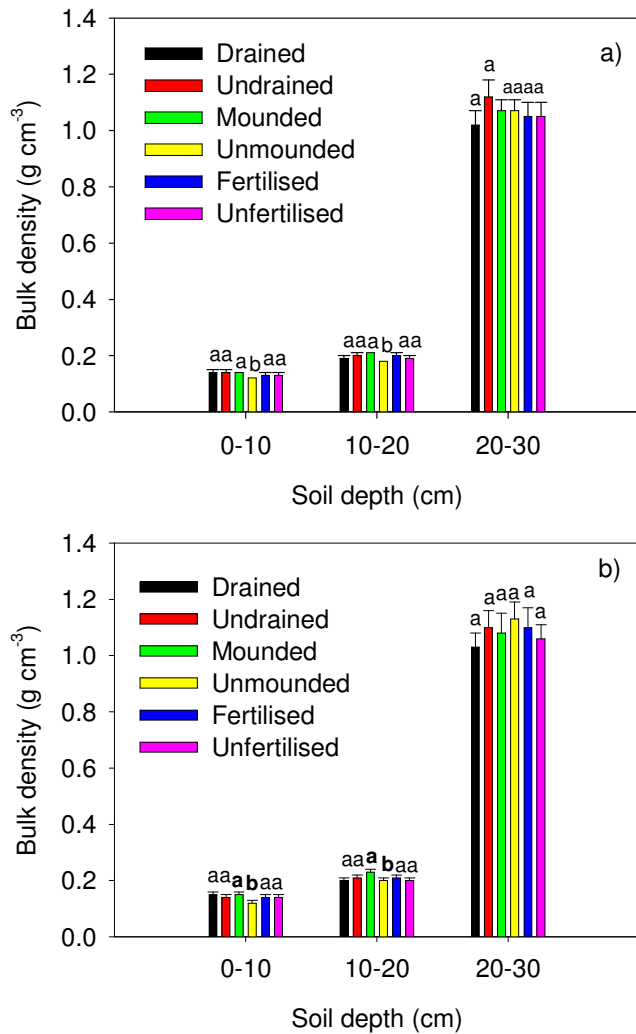 1.4
1.2
1.0
0.8
0.6
0.4
0.2
0.0
Bulk density (g cm⁻³)
Drained
Undrained
Mounded
Unmounded
Fertilised
Unfertilised
a)
aa a b aa
aaa b aa
a a aaaa
0-10 10-20 20-30
Soil depth (cm)
1.4
1.2
1.0
0.8
0.6
0.4
0.2
0.0
Bulk density (g cm⁻³)
Drained
Undrained
Mounded
Unmounded
Fertilised
Unfertilised
b)
aa a b aa
aa a b aa
a a a a a a
0-10 10-20 20-30
Soil depth (cm)